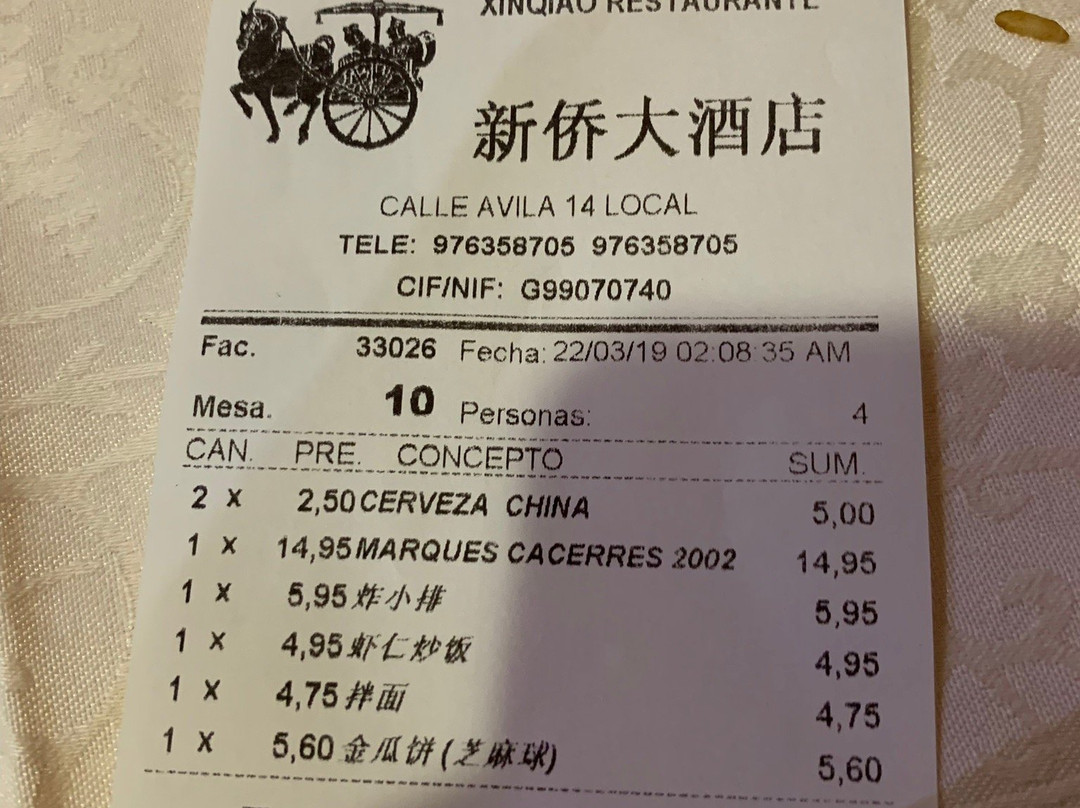 XINQIAO RESTAURANTE
新侨大酒店
CALLE AVILA 14 LOCAL
TELE: 976358705 976358705
CIF/NIF: G99070740
Fac. 33026 Fecha: 22/03/19 02:08:35 AM
Mesa. 10 Personas: 4
CAN. PRE. CONCEPTO SUM.
2 x 2,50 CERVEZA CHINA 5,00
1 x 14,95 MARQUES CACERRES 2002 14,95
1 x 5,95 炸小排 5,95
1 x 4,95 虾仁炒饭 4,95
1 x 4,75 拌面 4,75
1 x 5,60 金瓜饼(芝麻球) 5,60